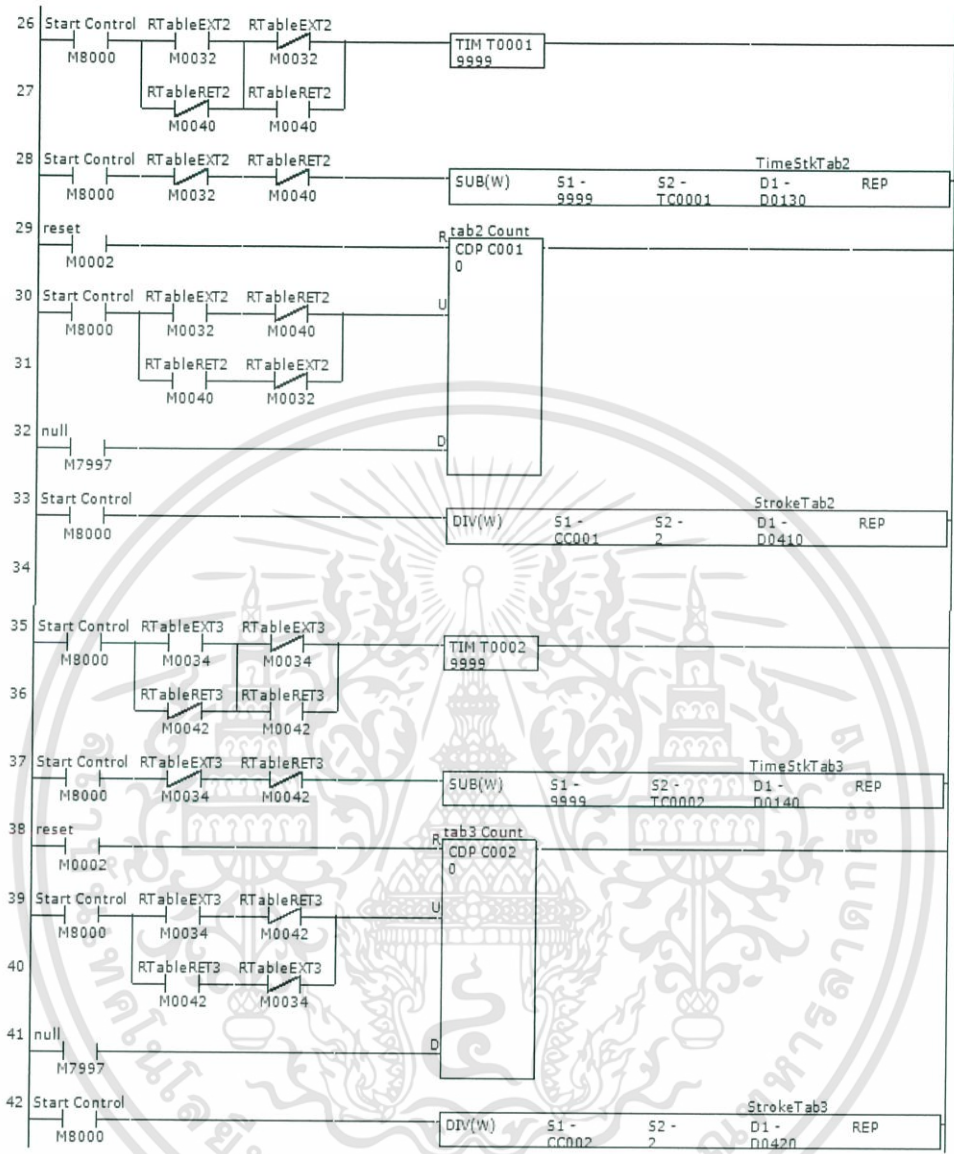 26 Start Control RTableEXT2 RTableEXT2
M8000 M0032 M0032
TIM T0001
9999
27 RTableRET2 RTableRET2
M0040 M0040
28 Start Control RTableEXT2 RTableRET2
M8000 M0032 M0040
TimeStkTab2
SUB(W) S1 - S2 - D1 - REP
9999 TC0001 D0130
29 reset
M0002
R tab2 Count
CDP C001
0
30 Start Control RTableEXT2 RTableRET2 U
M8000 M0032 M0040
31 RTableRET2 RTableEXT2
M0040 M0032
32 null D
M7997
33 Start Control
M8000
StrokeTab2
DIV(W) S1 - S2 - D1 - REP
CC001 2 D0410
34
35 Start Control RTableEXT3 RTableEXT3
M8000 M0034 M0034
TIM T0002
9999
36 RTableRET3 RTableRET3
M0042 M0042
37 Start Control RTableEXT3 RTableRET3
M8000 M0034 M0042
TimeStkTab3
SUB(W) S1 - S2 - D1 - REP
9999 TC0002 D0140
38 reset
M0002
R tab3 Count
CDP C002
0
39 Start Control RTableEXT3 RTableRET3 U
M8000 M0034 M0042
40 RTableRET3 RTableEXT3
M0042 M0034
41 null D
M7997
42 Start Control
M8000
StrokeTab3
DIV(W) S1 - S2 - D1 - REP
CC002 2 D0420